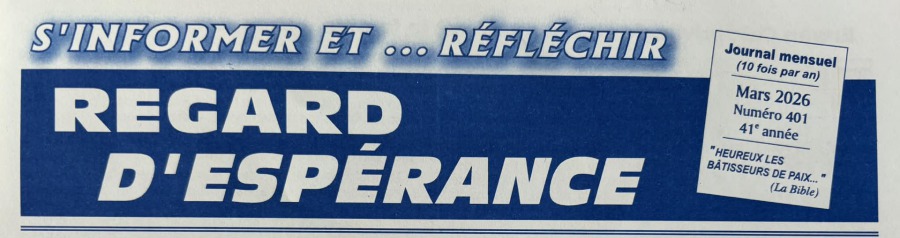 S'INFORMER ET ... RÉFLÉCHIR
REGARD
D'ESPÉRANCE
Journal mensuel
(10 fois par an)
Mars 2026
Numéro 401
41e année
"HEUREUX LES
BÂTISSEURS DE PAIX..."
(La Bible)